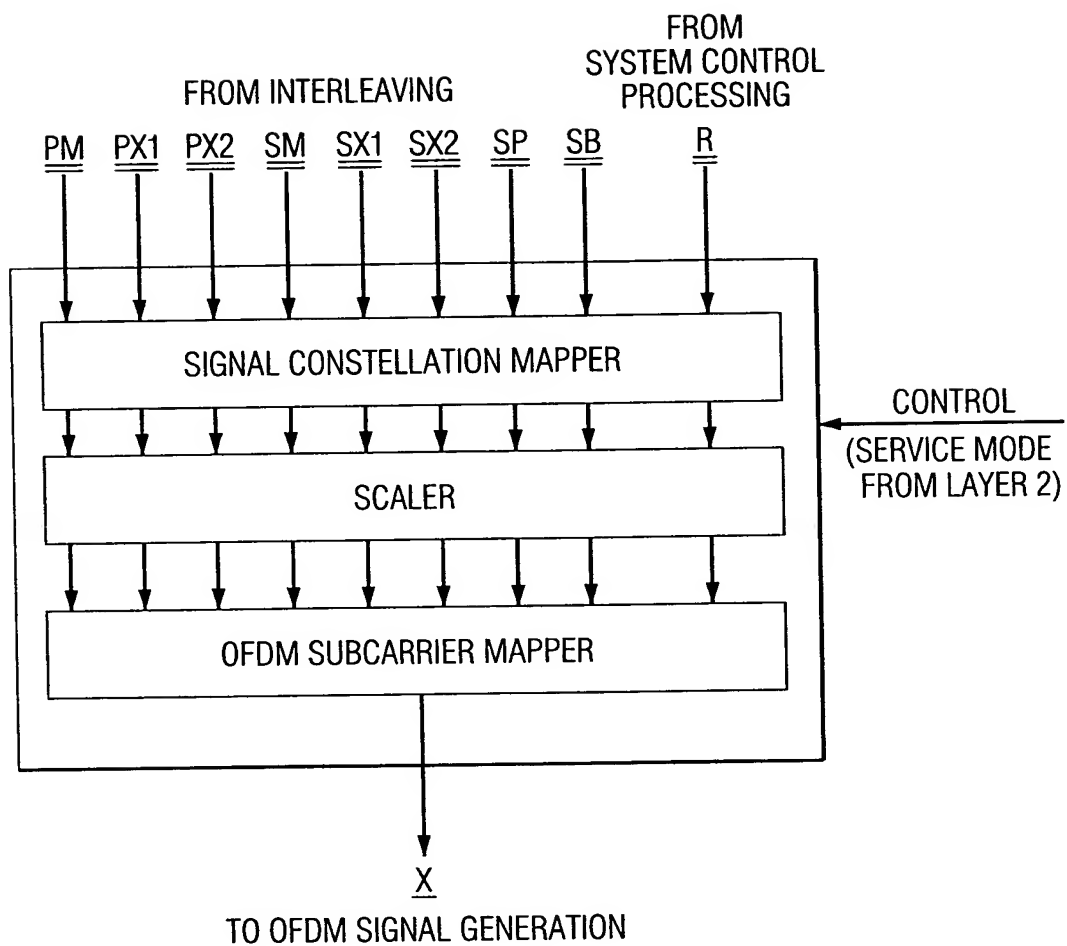 FROM
SYSTEM CONTROL
PROCESSING
FROM INTERLEAVING
PM PX1 PX2 SM SX1 SX2 SP SB R
SIGNAL CONSTELLATION MAPPER
CONTROL
(SERVICE MODE
FROM LAYER 2)
SCALER
OFDM SUBCARRIER MAPPER
X
TO OFDM SIGNAL GENERATION